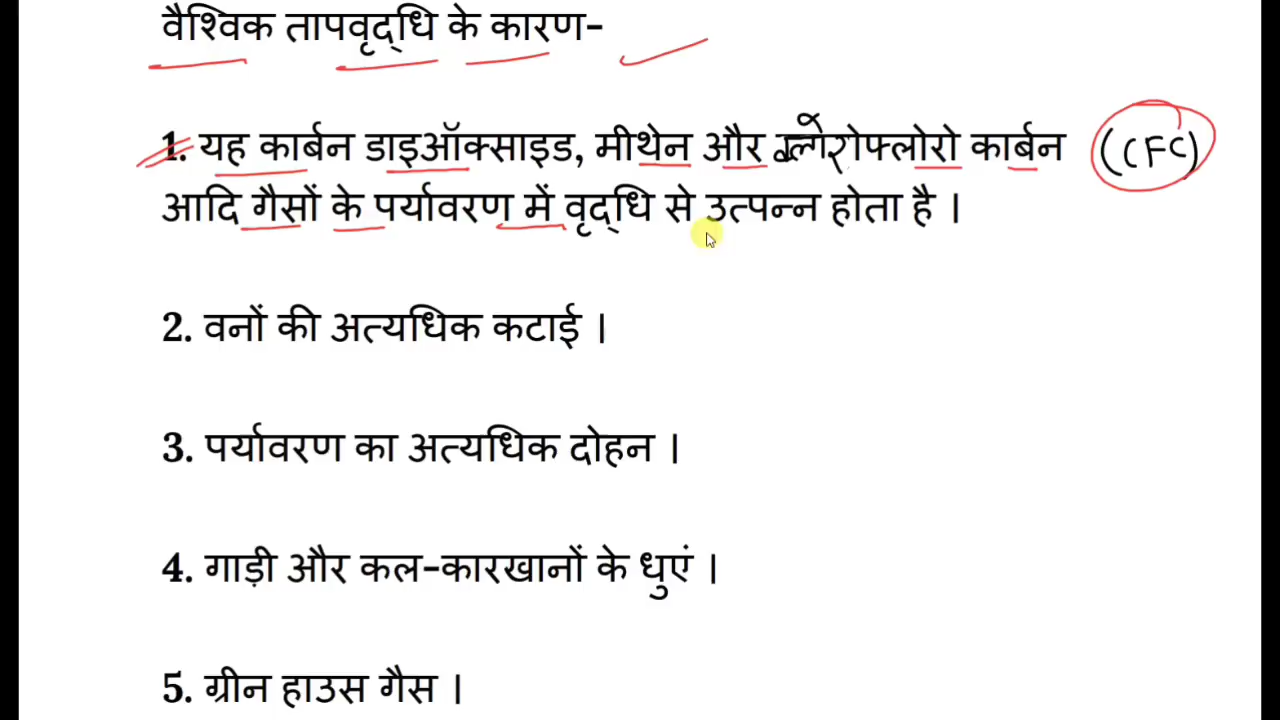 वैश्विक तापवृद्धि के कारण-
1. यह कार्बन डाइऑक्साइड, मीथेन और क्लोरोफ्लोरो कार्बन (CFC)
आदि गैसों के पर्यावरण में वृद्धि से उत्पन्न होता है ।
2. वनों की अत्यधिक कटाई ।
3. पर्यावरण का अत्यधिक दोहन ।
4. गाड़ी और कल-कारखानों के धुएं ।
5. ग्रीन हाउस गैस ।